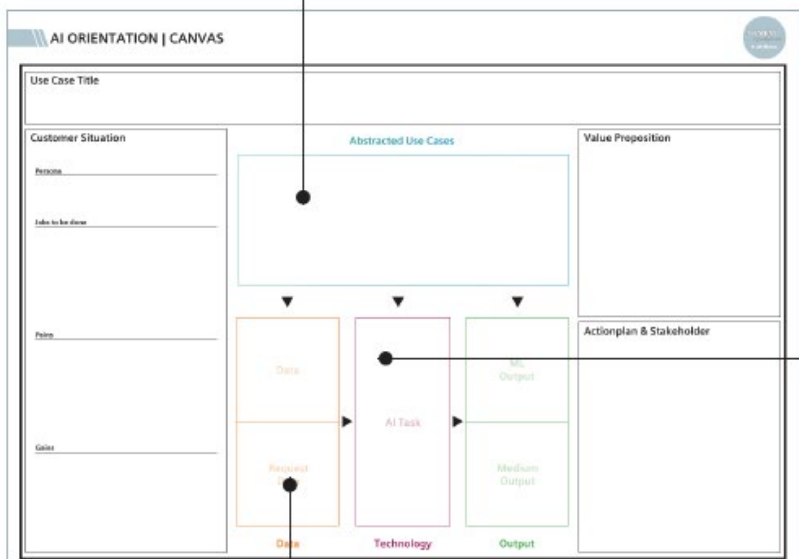 AI ORIENTATION | CANVAS
Use Case Title
Customer Situation
Persona
Jobs to be done
Pains
Gains
Abstracted Use Cases
Data
Request
AI Task
ML
Output
Medium
Output
Data
Technology
Output
Value Proposition
Actionplan & Stakeholder